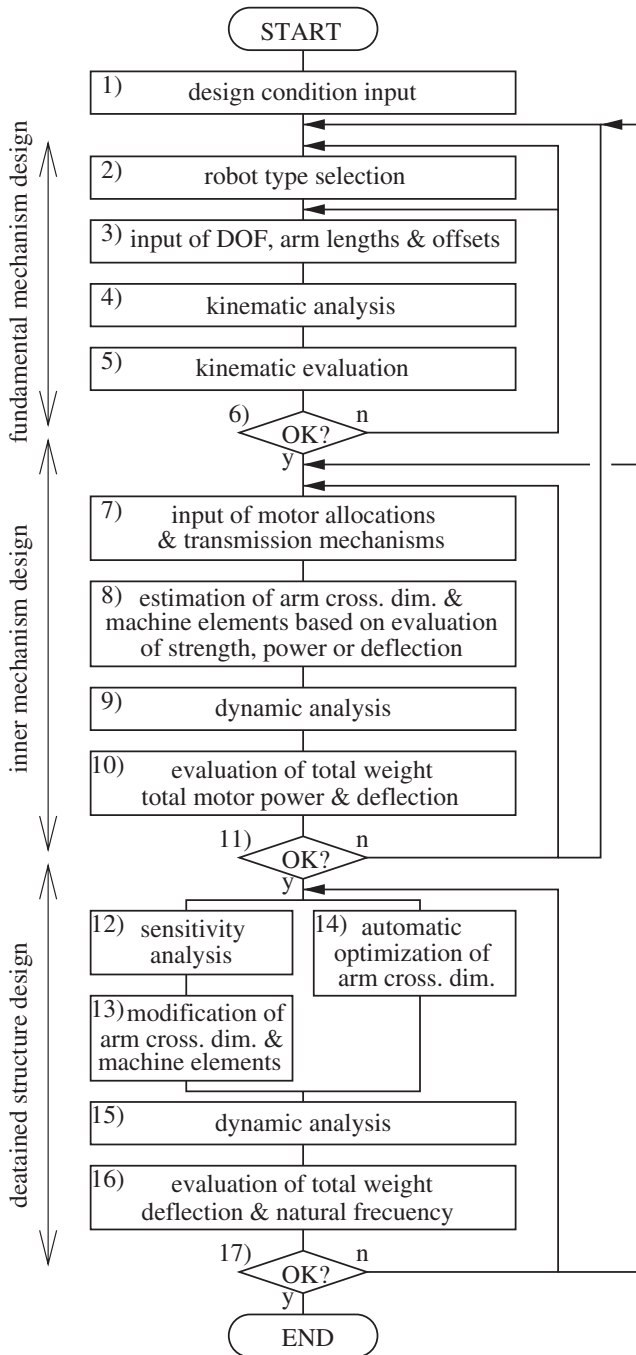 START
1) design condition input
fundamental mechanism design
2) robot type selection
3) input of DOF, arm lengths & offsets
4) kinematic analysis
5) kinematic evaluation
6) OK? n
y
inner mechanism design
7) input of motor allocations
& transmission mechanisms
8) estimation of arm cross. dim. &
machine elements based on evaluation
of strength, power or deflection
9) dynamic analysis
10) evaluation of total weight
total motor power & deflection
11) OK? n
y
deatained structure design
12) sensitivity
analysis
13) modification of
arm cross. dim. &
machine elements
14) automatic
optimization of
arm cross. dim.
15) dynamic analysis
16) evaluation of total weight
deflection & natural frecuency
17) OK? n
y
END